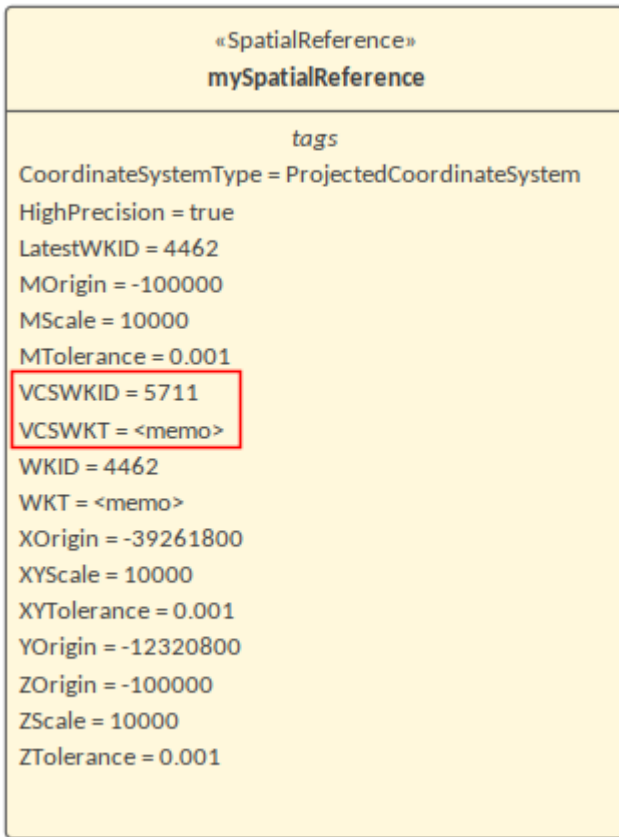 «SpatialReference»
mySpatialReference
tags
CoordinateSystemType = ProjectedCoordinateSystem
HighPrecision = true
LatestWKID = 4462
MOrigin = -100000
MScale = 10000
MTolerance = 0.001
VCSWKID = 5711
VCSWKT = <memo>
WKID = 4462
WKT = <memo>
XOrigin = -39261800
XYScale = 10000
XYTolerance = 0.001
YOrigin = -12320800
ZOrigin = -100000
ZScale = 10000
ZTolerance = 0.001